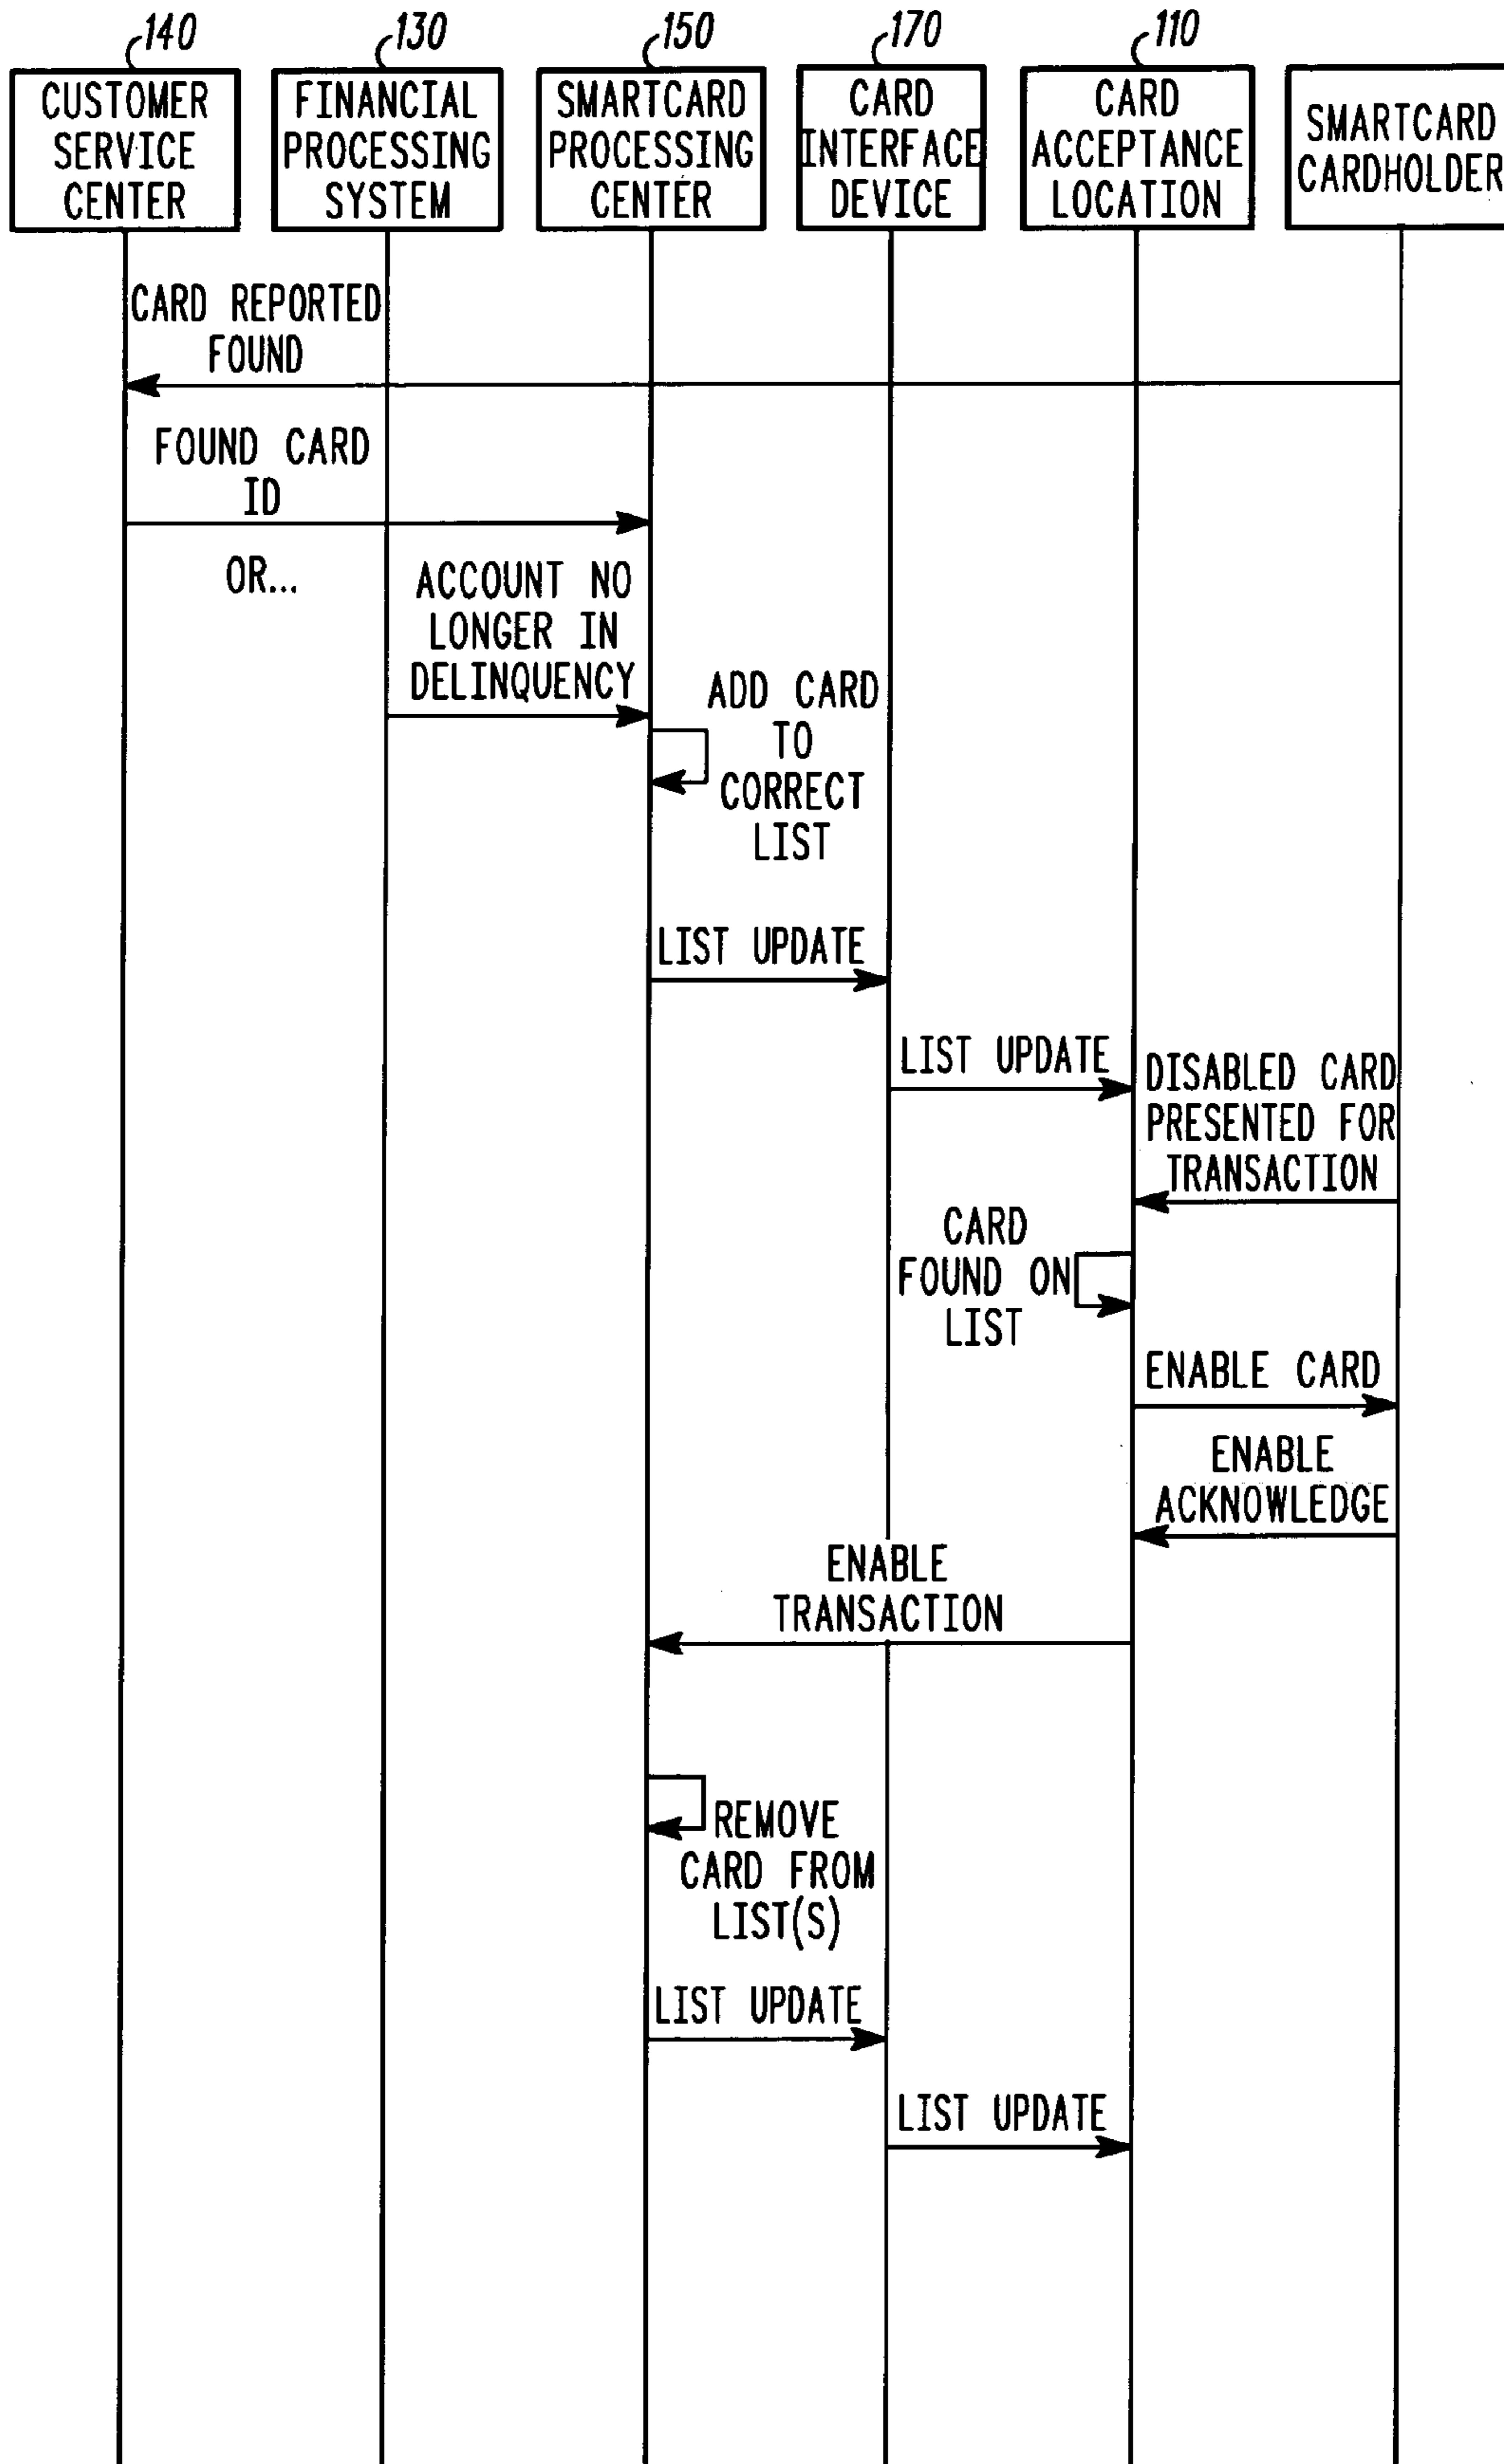 140
130
150
170
110
CUSTOMER
SERVICE
CENTER
FINANCIAL
PROCESSING
SYSTEM
SMARTCARD
PROCESSING
CENTER
CARD
INTERFACE
DEVICE
CARD
ACCEPTANCE
LOCATION
SMARTCARD
CARDHOLDER
CARD REPORTED
FOUND
FOUND CARD
ID
OR...
ACCOUNT NO
LONGER IN
DELINQUENCY
ADD CARD
TO
CORRECT
LIST
LIST UPDATE
LIST UPDATE
DISABLED CARD
PRESENTED FOR
TRANSACTION
CARD
FOUND ON
LIST
ENABLE CARD
ENABLE
ACKNOWLEDGE
ENABLE
TRANSACTION
REMOVE
CARD FROM
LIST(S)
LIST UPDATE
LIST UPDATE